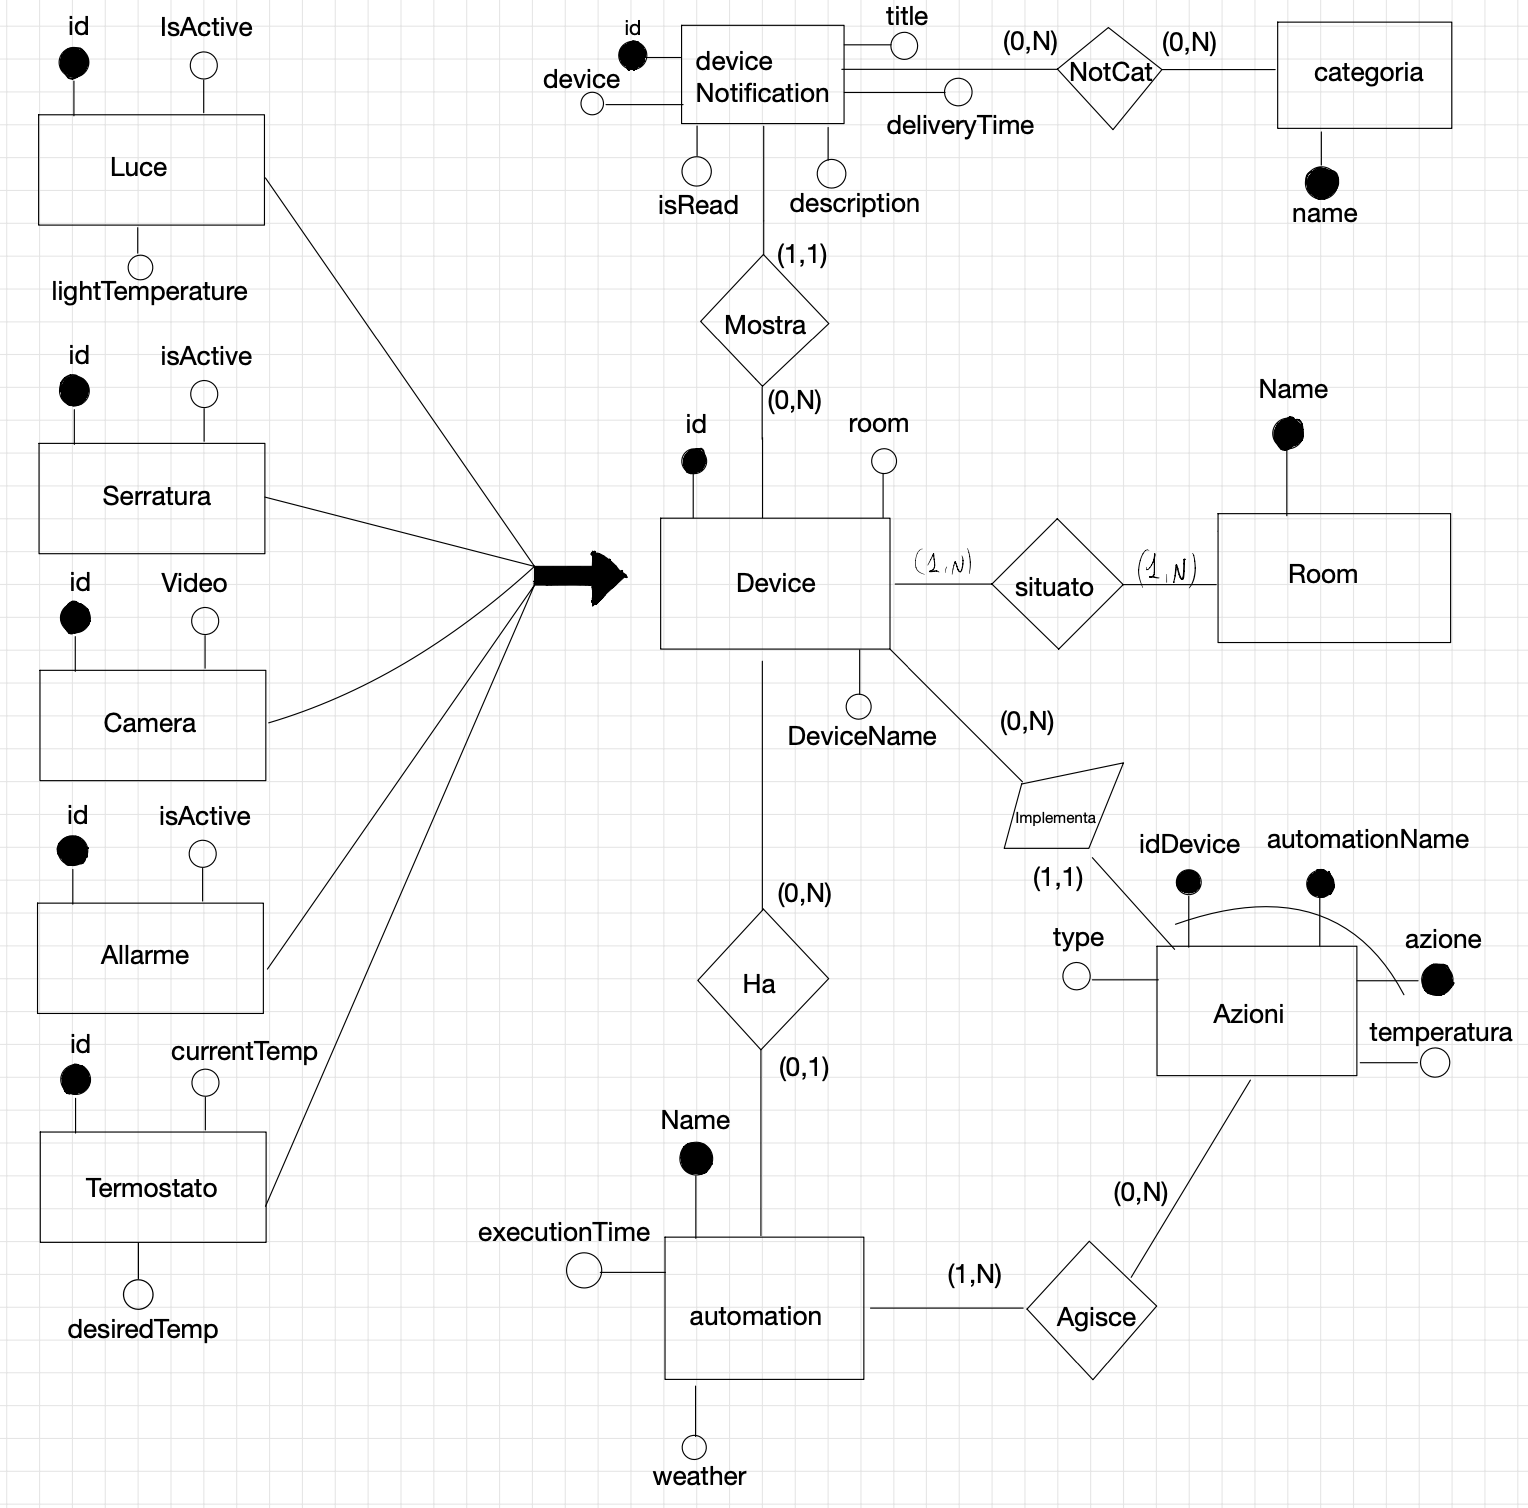 id
IsActive
Luce
lightTemperature
id
isActive
Serratura
id
Video
Camera
id
isActive
Allarme
id
currentTemp
Termostato
desiredTemp
id
device
device
Notification
title
deliveryTime
isRead
description
(0,N)
NotCat
(0,N)
categoria
name
(1,1)
Mostra
(0,N)
id
room
Device
DeviceName
(1,N)
situato
(1,N)
Name
Room
(0,N)
Implementa
(1,1)
idDevice
automationName
type
azione
Azioni
temperatura
(0,N)
Ha
(0,1)
Name
executionTime
automation
weather
(1,N)
Agisce
(0,N)